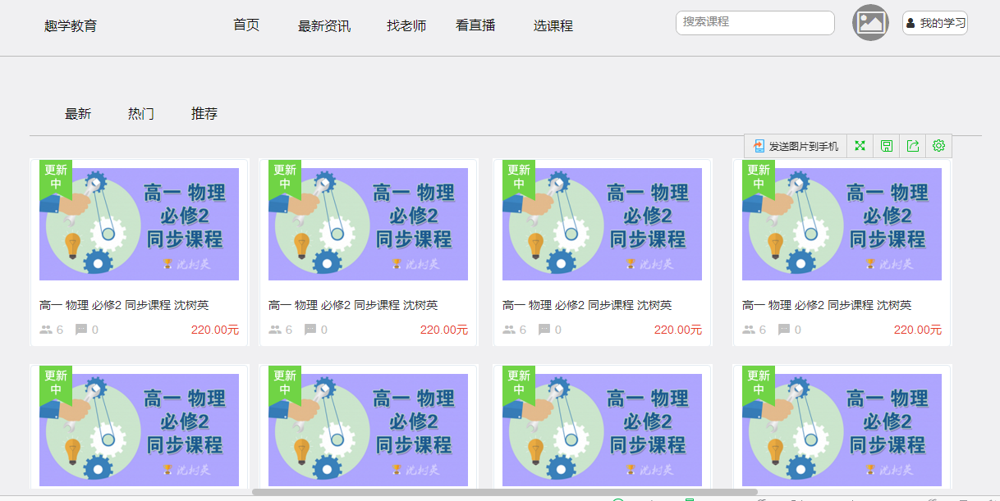 趣学教育 首页 最新资讯 找老师 看直播 选课程 搜索课程 我的学习
最新 热门 推荐
发送图片到手机
更新 更新 更新 更新
中 中 中 中
高一 物理 高一 物理 高一 物理 高一 物理
必修2 必修2 必修2 必修2
同步课程 同步课程 同步课程 同步课程
沈树英 沈树英 沈树英 沈树英
高一 物理 必修2 同步课程 沈树英 高一 物理 必修2 同步课程 沈树英 高一 物理 必修2 同步课程 沈树英 高一 物理 必修2 同步课程 沈树英
6 0 220.00元 6 0 220.00元 6 0 220.00元 6 0 220.00元
更新 更新 更新 更新
中 中 中 中
高一 物理 高一 物理 高一 物理 高一 物理
必修2 必修2 必修2 必修2
同步课程 同步课程 同步课程 同步课程
沈树英 沈树英 沈树英 沈树英